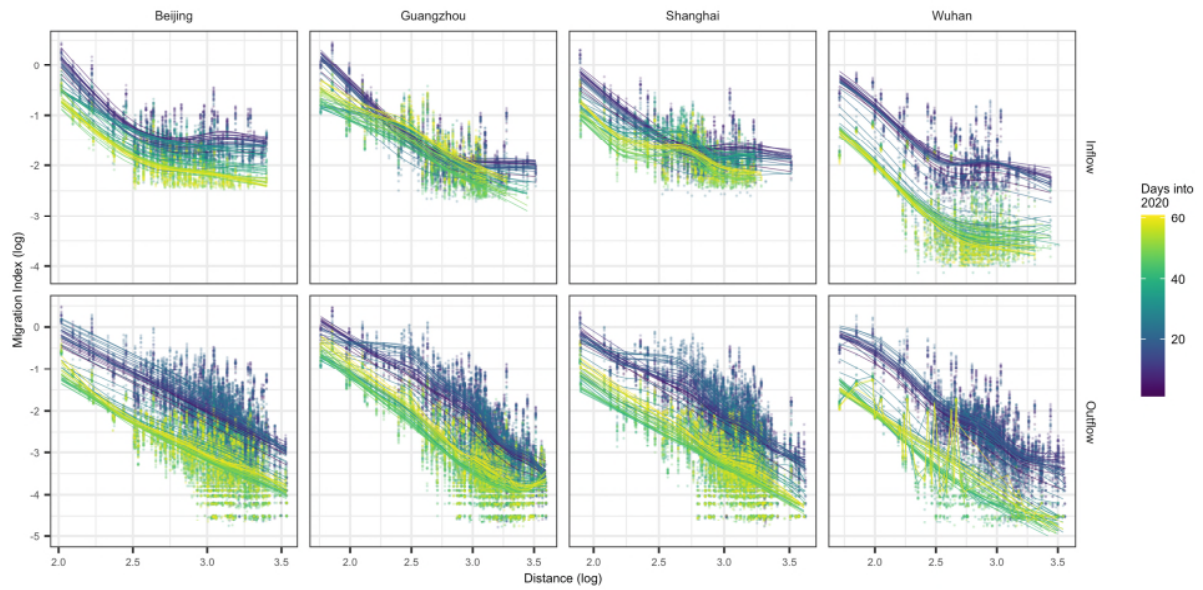 Beijing Guangzhou Shanghai Wuhan
0
-1
-2
-3
-4
Inflow
Migration Index (log)
Days into
2020
60
40
20
0
-1
-2
-3
-4
-5
Outflow
2.0 2.5 3.0 3.5 2.0 2.5 3.0 3.5 2.0 2.5 3.0 3.5 2.0 2.5 3.0 3.5
Distance (log)